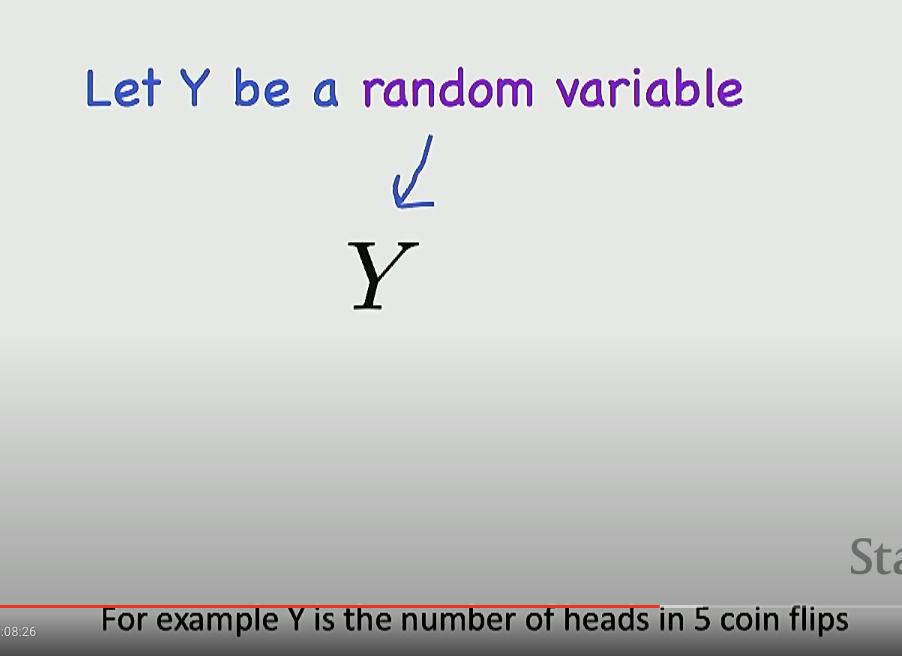 Let Y be a random variable
Y
Sta
:08:26
For example Y is the number of heads in 5 coin flips